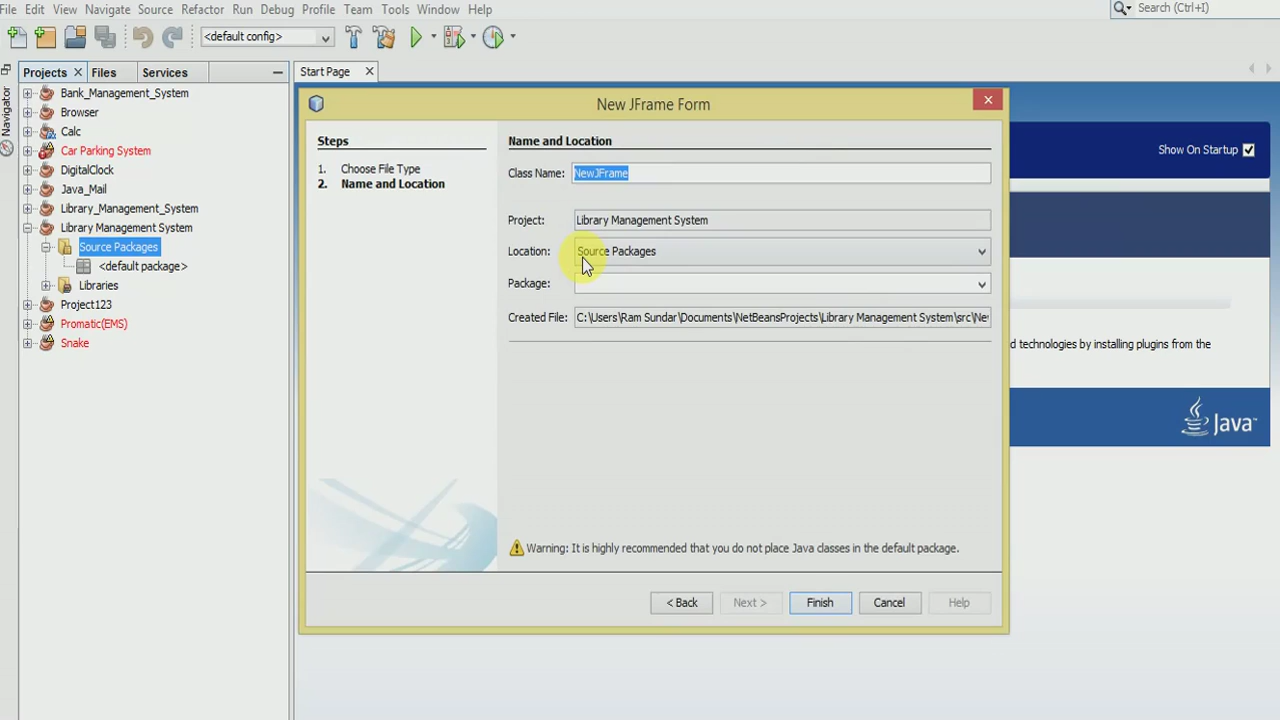 File Edit View Navigate Source Refactor Run Debug Profile Team Tools Window Help
Search (Ctrl+I)
<default config>
Projects Files Services
Start Page
Navigator
Bank_Management_System
Browser
Calc
Car Parking System
DigitalClock
Java_Mail
Library_Management_System
Library Management System
Source Packages
<default package>
Libraries
Project123
Promatic(EMS)
Snake
New JFrame Form
Steps
1. Choose File Type
2. Name and Location
Name and Location
Class Name: NewJFrame
Project: Library Management System
Location: Source Packages
Package:
Created File: C:\Users\Ram Sundar\Documents\NetBeansProjects\Library Management System\src\Ne
Warning: It is highly recommended that you do not place Java classes in the default package.
< Back Next > Finish Cancel Help
Show On Startup
d technologies by installing plugins from the
Java